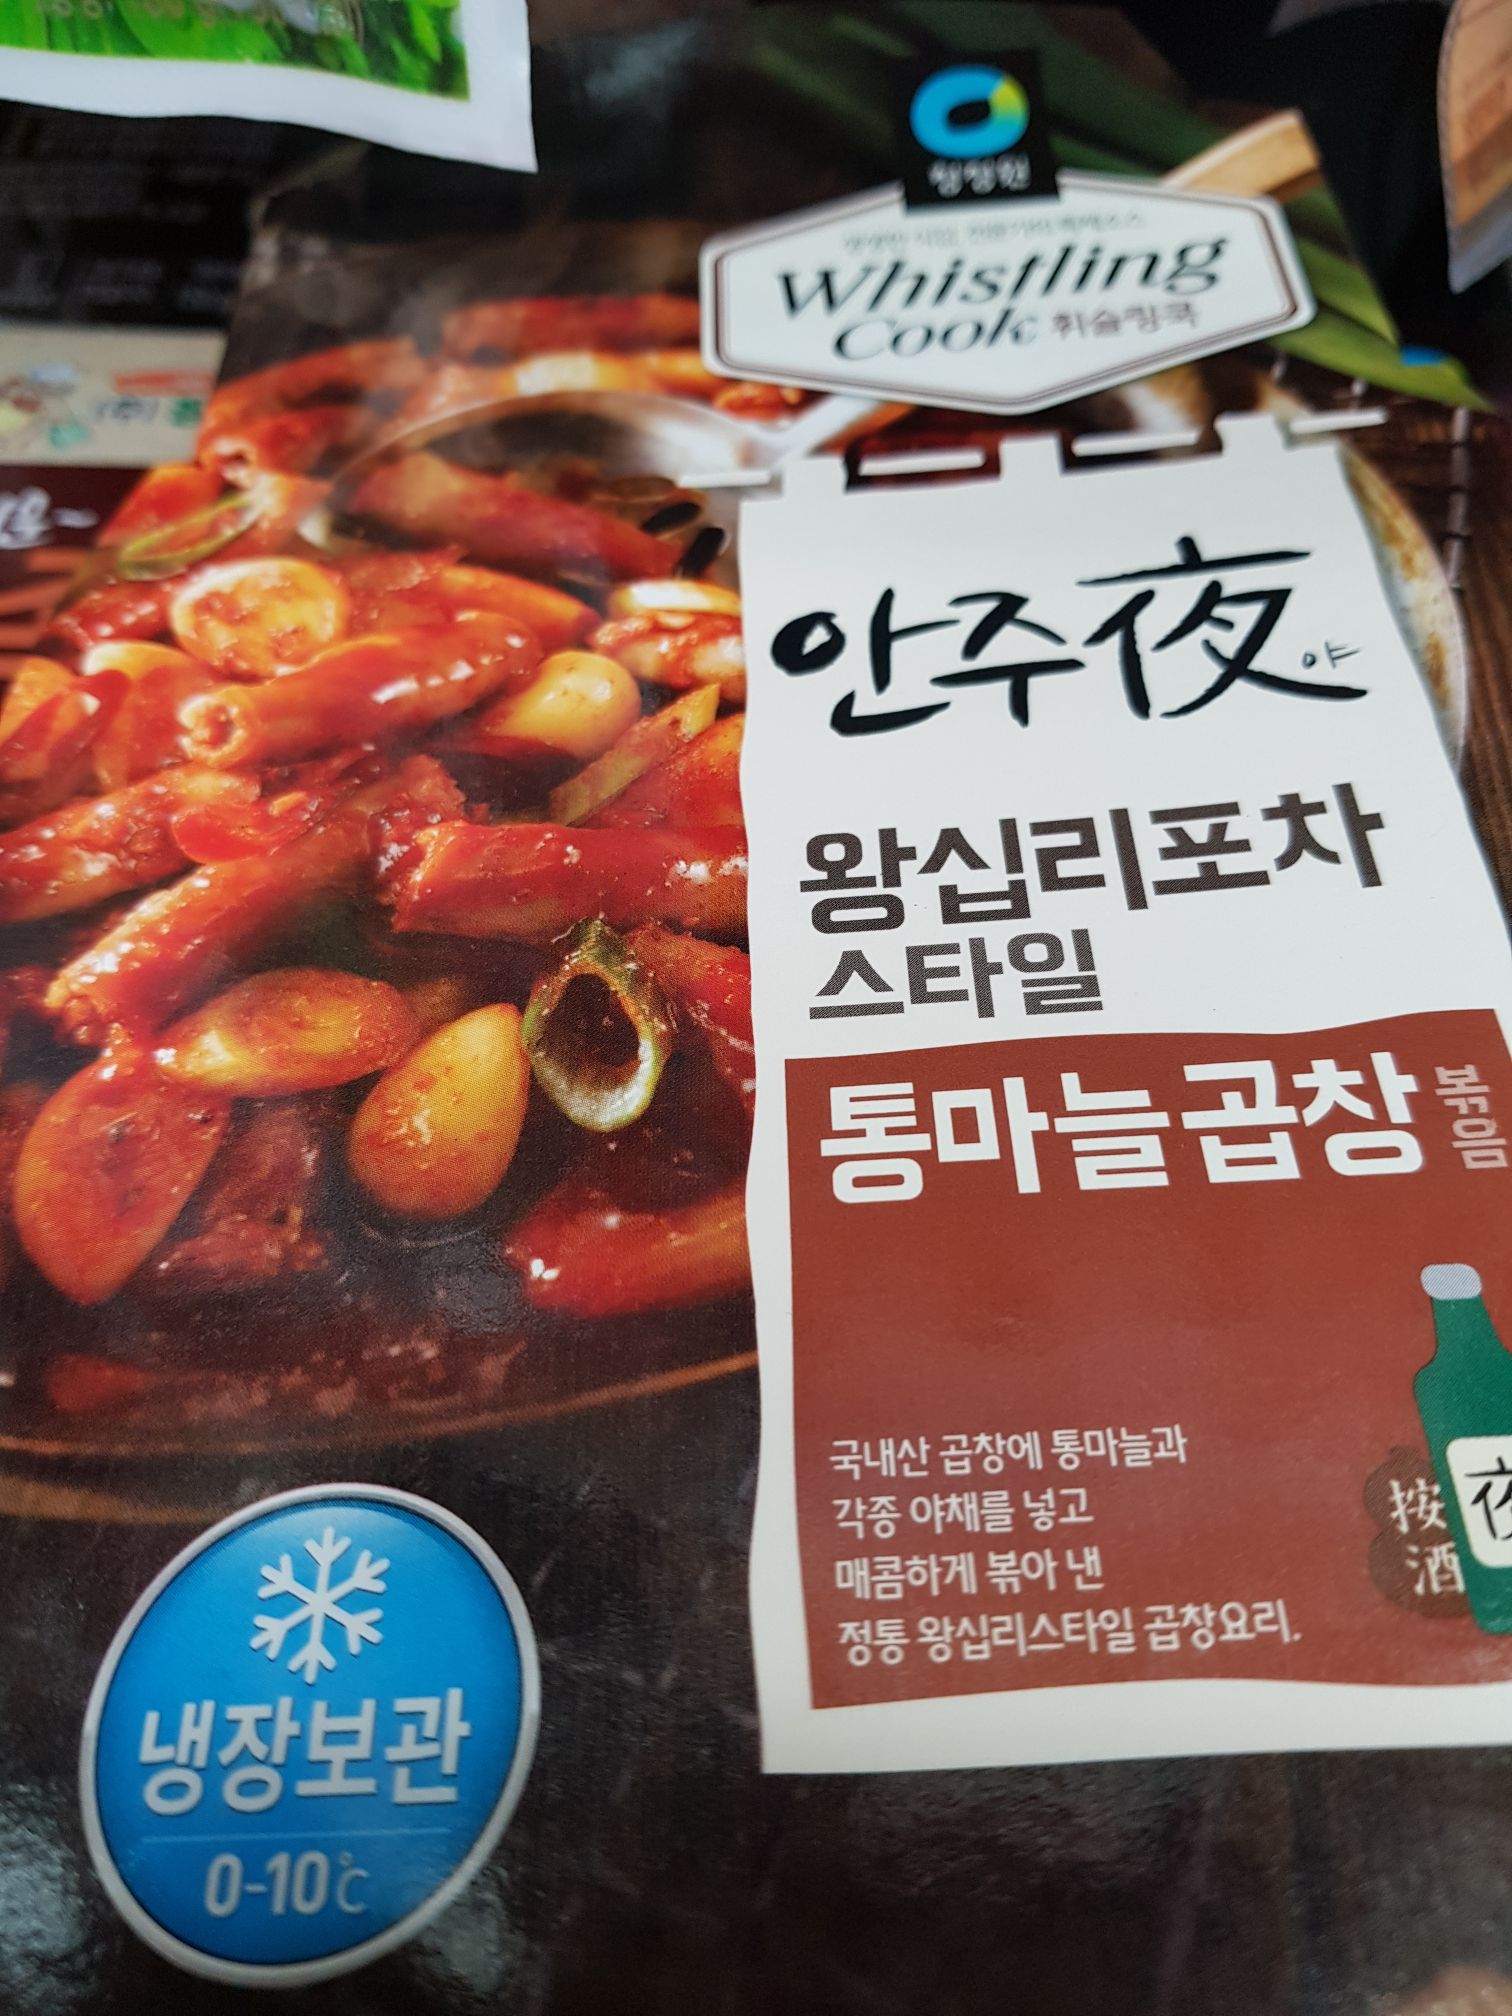 청정원
Whistling
Cook 휘슬링쿡
안주夜야
왕십리포차
스타일
통마늘곱창
볶음
국내산 곱창에 통마늘과
각종 야채를 넣고
매콤하게 볶아 낸
정통 왕십리스타일 곱창요리.
按
酒
夜
냉장보관
0-10℃